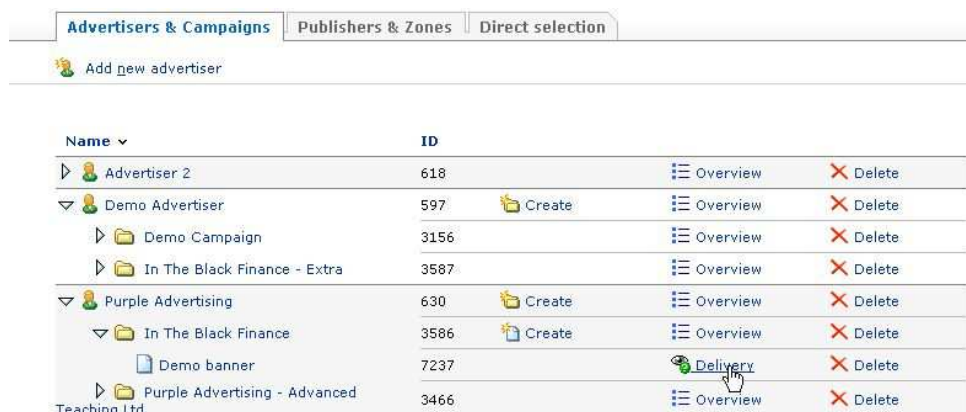 Advertisers & Campaigns Publishers & Zones Direct selection
Add new advertiser
Name ID
Advertiser 2 618 Overview Delete
Demo Advertiser 597 Create Overview Delete
Demo Campaign 3156 Overview Delete
In The Black Finance - Extra 3587 Overview Delete
Purple Advertising 630 Create Overview Delete
In The Black Finance 3586 Create Overview Delete
Demo banner 7237 Delivery Delete
Purple Advertising - Advanced 3466 Overview Delete
Teaching Ltd